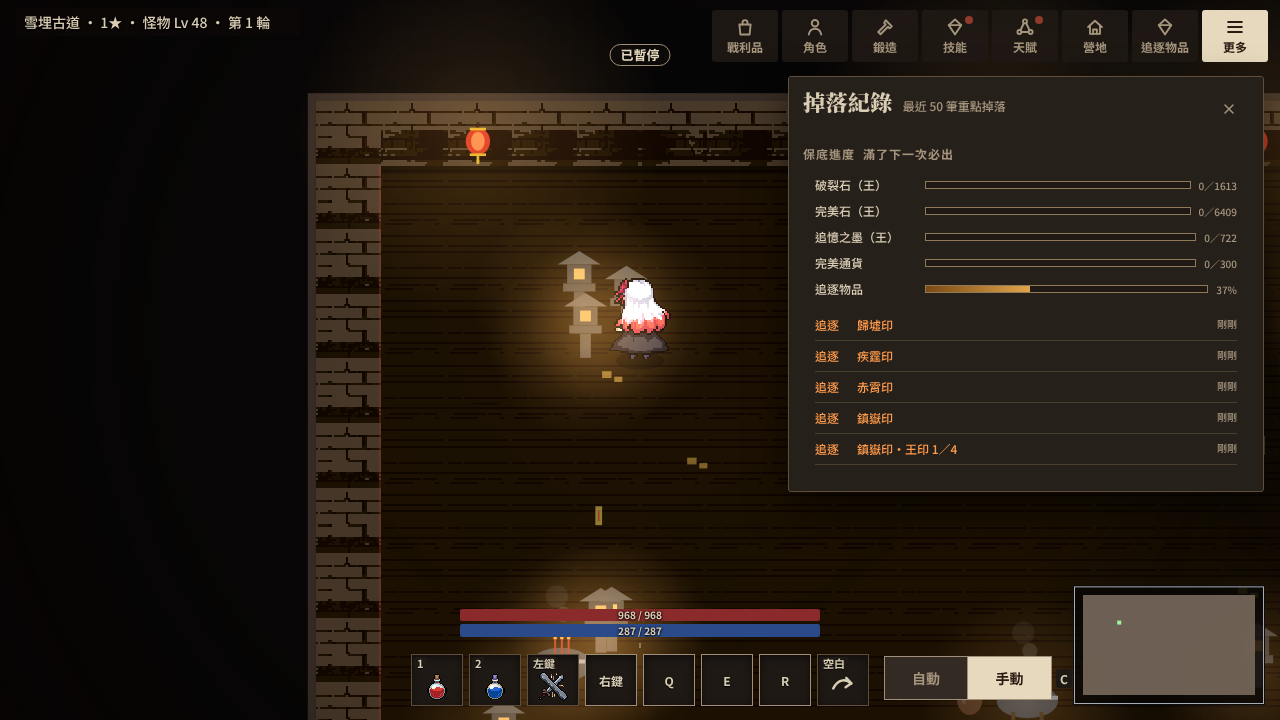 雪埋古道 · 1★ · 怪物 Lv 48 · 第 1 輪
已暫停
戰利品
角色
鍛造
技能
天賦
營地
追逐物品
更多
掉落紀錄 最近 50 筆重點掉落
×
保底進度 滿了下一次必出
破裂石（王） 0／1613
完美石（王） 0／6409
追憶之墨（王） 0／722
完美通貨 0／300
追逐物品 37%
追逐 歸墟印 剛剛
追逐 疾霆印 剛剛
追逐 赤霄印 剛剛
追逐 鎮嶽印 剛剛
追逐 鎮嶽印・王印 1／4 剛剛
968 / 968
287 / 287
1
2
左鍵
右鍵
Q
E
R
空白
自動
手動
C